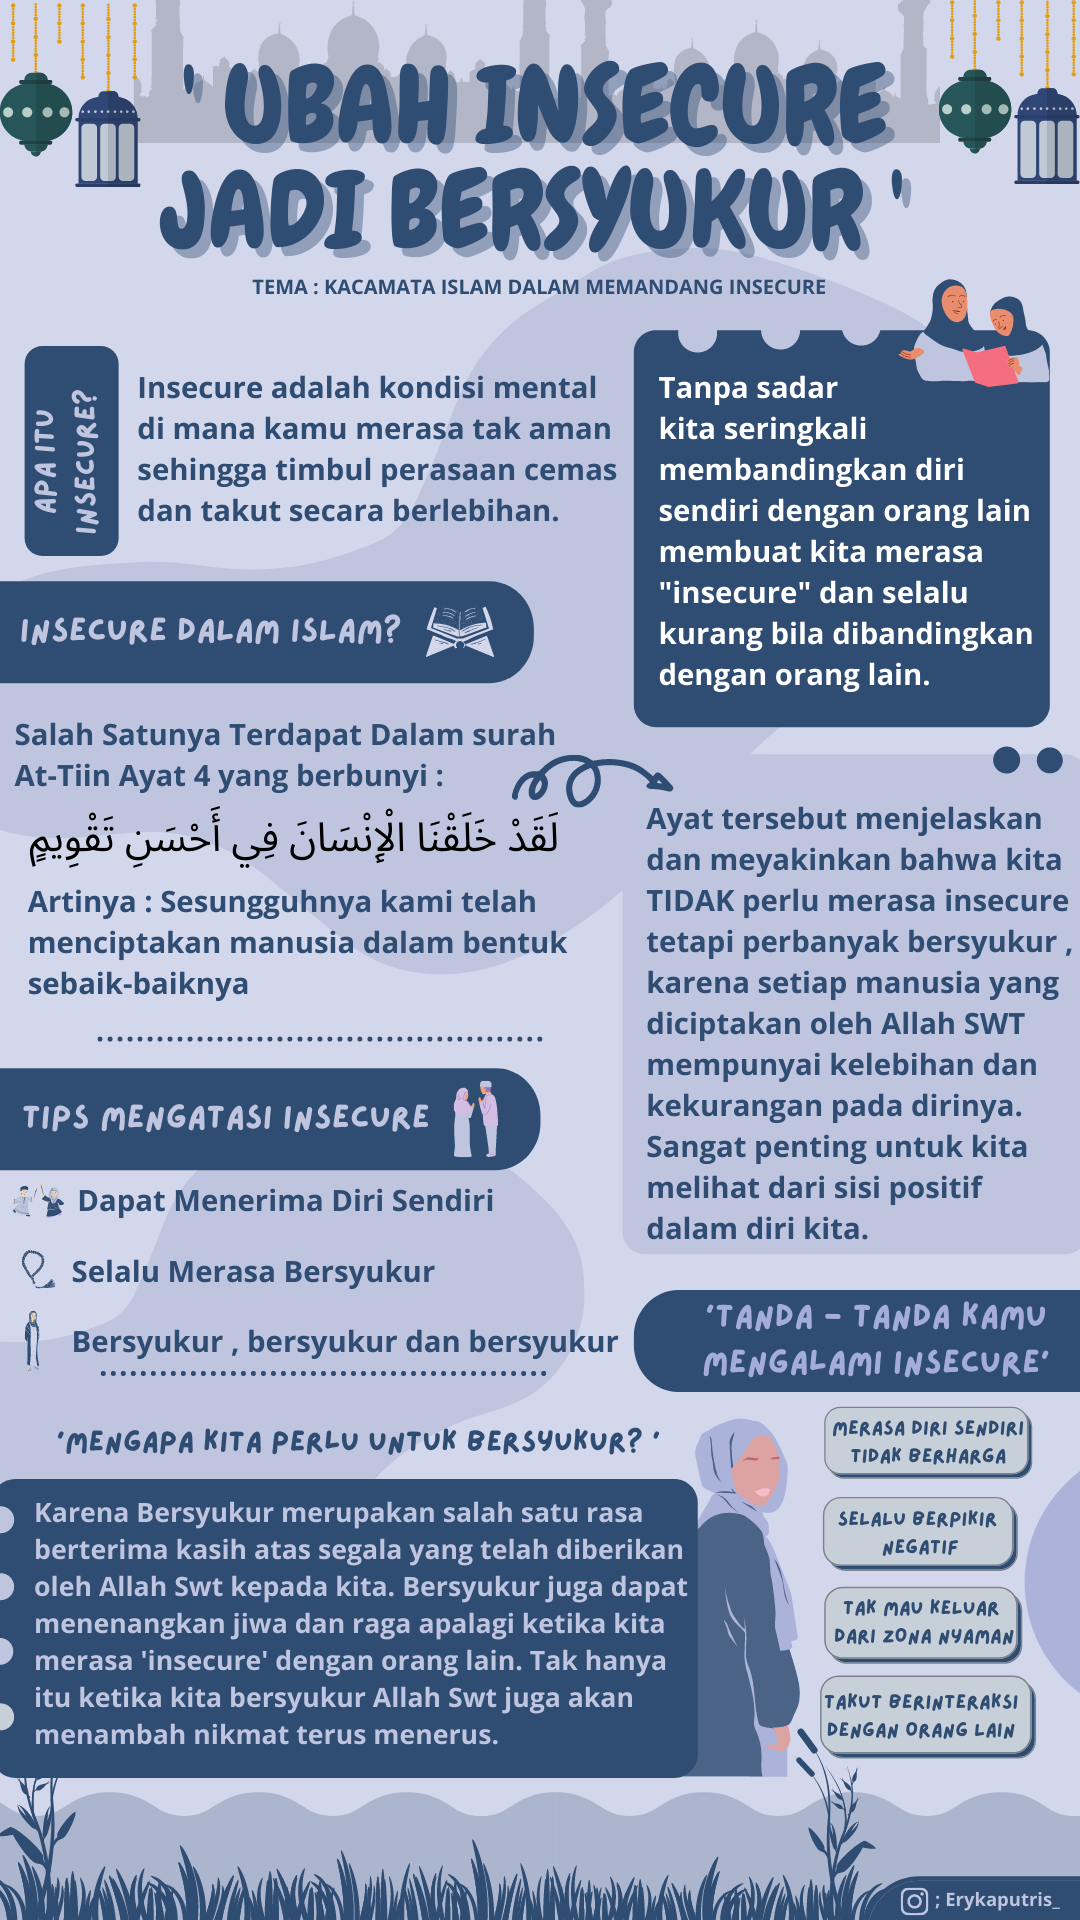 ' UBAH INSECURE
JADI BERSYUKUR '
TEMA : KACAMATA ISLAM DALAM MEMANDANG INSECURE
APA ITU
INSECURE?
Insecure adalah kondisi mental
di mana kamu merasa tak aman
sehingga timbul perasaan cemas
dan takut secara berlebihan.
Tanpa sadar
kita seringkali
membandingkan diri
sendiri dengan orang lain
membuat kita merasa
"insecure" dan selalu
kurang bila dibandingkan
dengan orang lain.
INSECURE DALAM ISLAM?
Salah Satunya Terdapat Dalam surah
At-Tiin Ayat 4 yang berbunyi :
لَقَدْ خَلَقْنَا الْإِنْسَانَ فِي أَحْسَنِ تَقْوِيمٍ
Artinya : Sesungguhnya kami telah
menciptakan manusia dalam bentuk
sebaik-baiknya
Ayat tersebut menjelaskan
dan meyakinkan bahwa kita
TIDAK perlu merasa insecure
tetapi perbanyak bersyukur ,
karena setiap manusia yang
diciptakan oleh Allah SWT
mempunyai kelebihan dan
kekurangan pada dirinya.
Sangat penting untuk kita
melihat dari sisi positif
dalam diri kita.
TIPS MENGATASI INSECURE
Dapat Menerima Diri Sendiri
Selalu Merasa Bersyukur
Bersyukur , bersyukur dan bersyukur
'TANDA - TANDA KAMU
MENGALAMI INSECURE'
MERASA DIRI SENDIRI
TIDAK BERHARGA
SELALU BERPIKIR
NEGATIF
TAK MAU KELUAR
DARI ZONA NYAMAN
TAKUT BERINTERAKSI
DENGAN ORANG LAIN
'MENGAPA KITA PERLU UNTUK BERSYUKUR? '
Karena Bersyukur merupakan salah satu rasa
berterima kasih atas segala yang telah diberikan
oleh Allah Swt kepada kita. Bersyukur juga dapat
menenangkan jiwa dan raga apalagi ketika kita
merasa 'insecure' dengan orang lain. Tak hanya
itu ketika kita bersyukur Allah Swt juga akan
menambah nikmat terus menerus.
; Erykaputris_